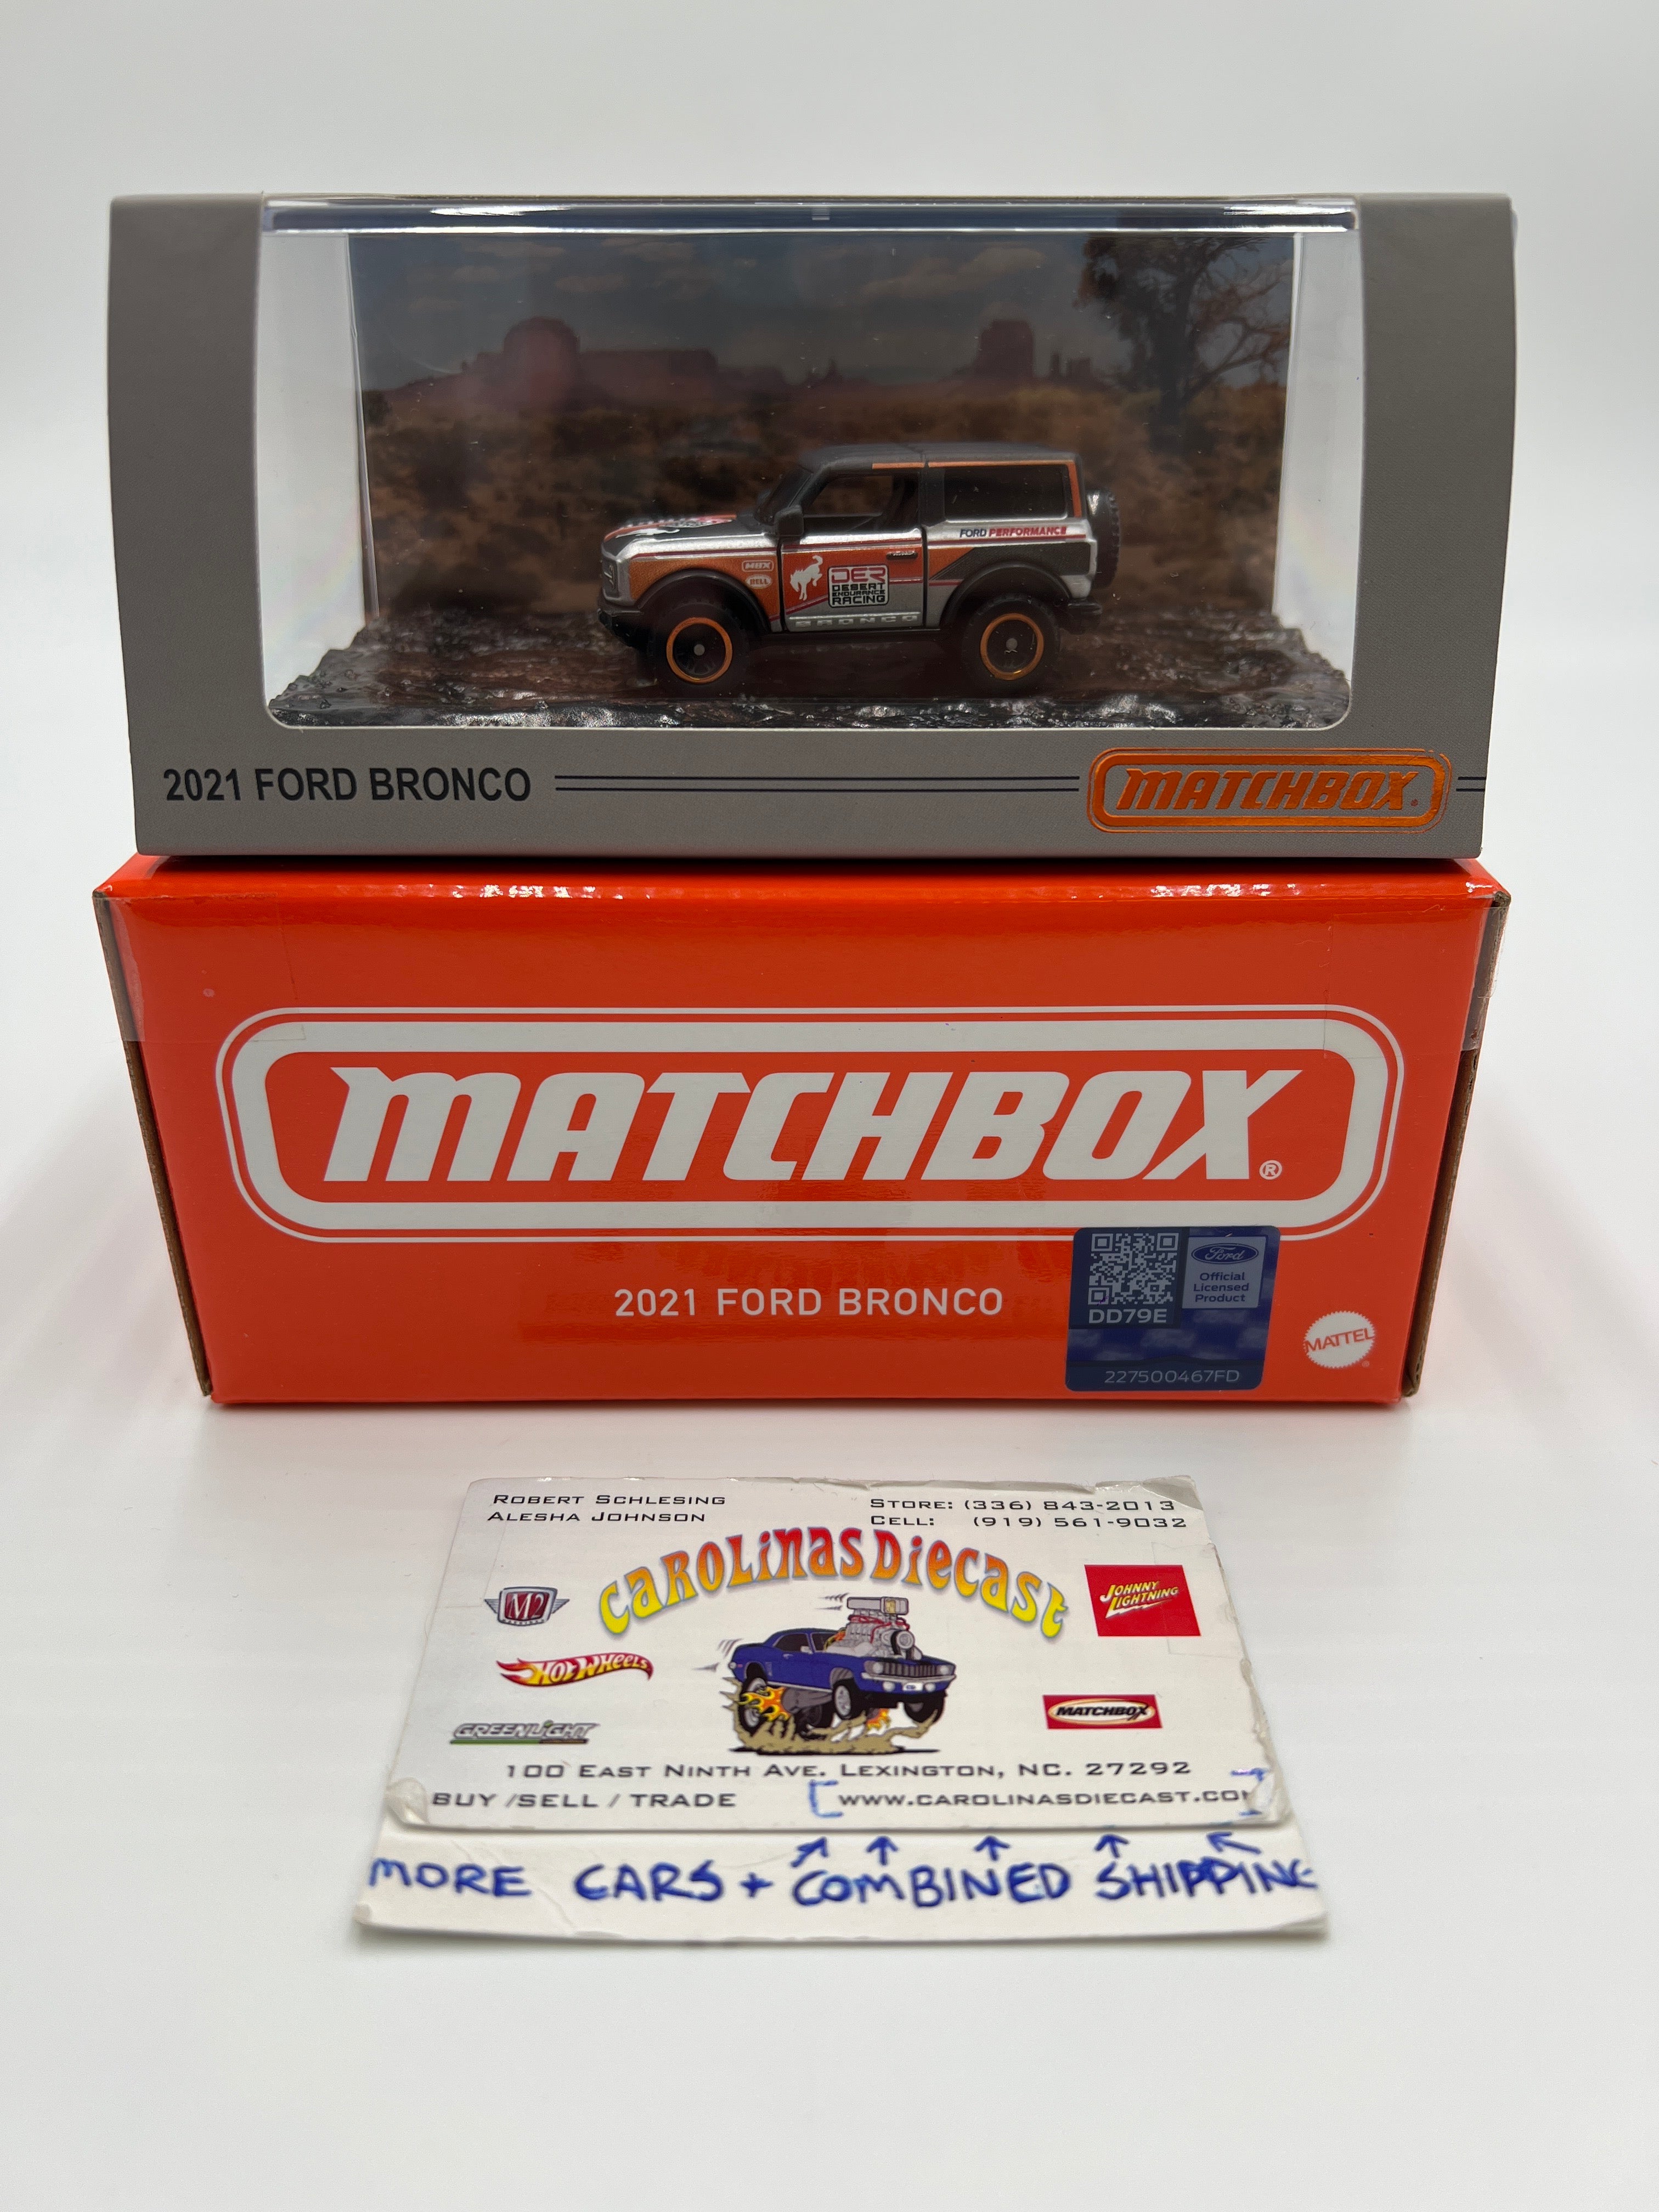 FORD PERFORMANCE
MBX
BELL
DER
DESERT
ENDURANCE
RACING
BRONCO
2021 FORD BRONCO
MATCHBOX
MATCHBOX®
2021 FORD BRONCO
Ford
Official
Licensed
Product
DD79E
227500467FD
MATTEL®
ROBERT SCHLESING
ALESHA JOHNSON
STORE: (336) 843-2013
CELL: (919) 561-9032
CAROLINAS DIECAST
M2
JOHNNY
LIGHTNING
HOT WHEELS
GREENLIGHT
MATCHBOX
100 EAST NINTH AVE. LEXINGTON, NC. 27292
BUY / SELL / TRADE
WWW.CAROLINASDIECAST.COM
MORE CARS + COMBINED SHIPPING